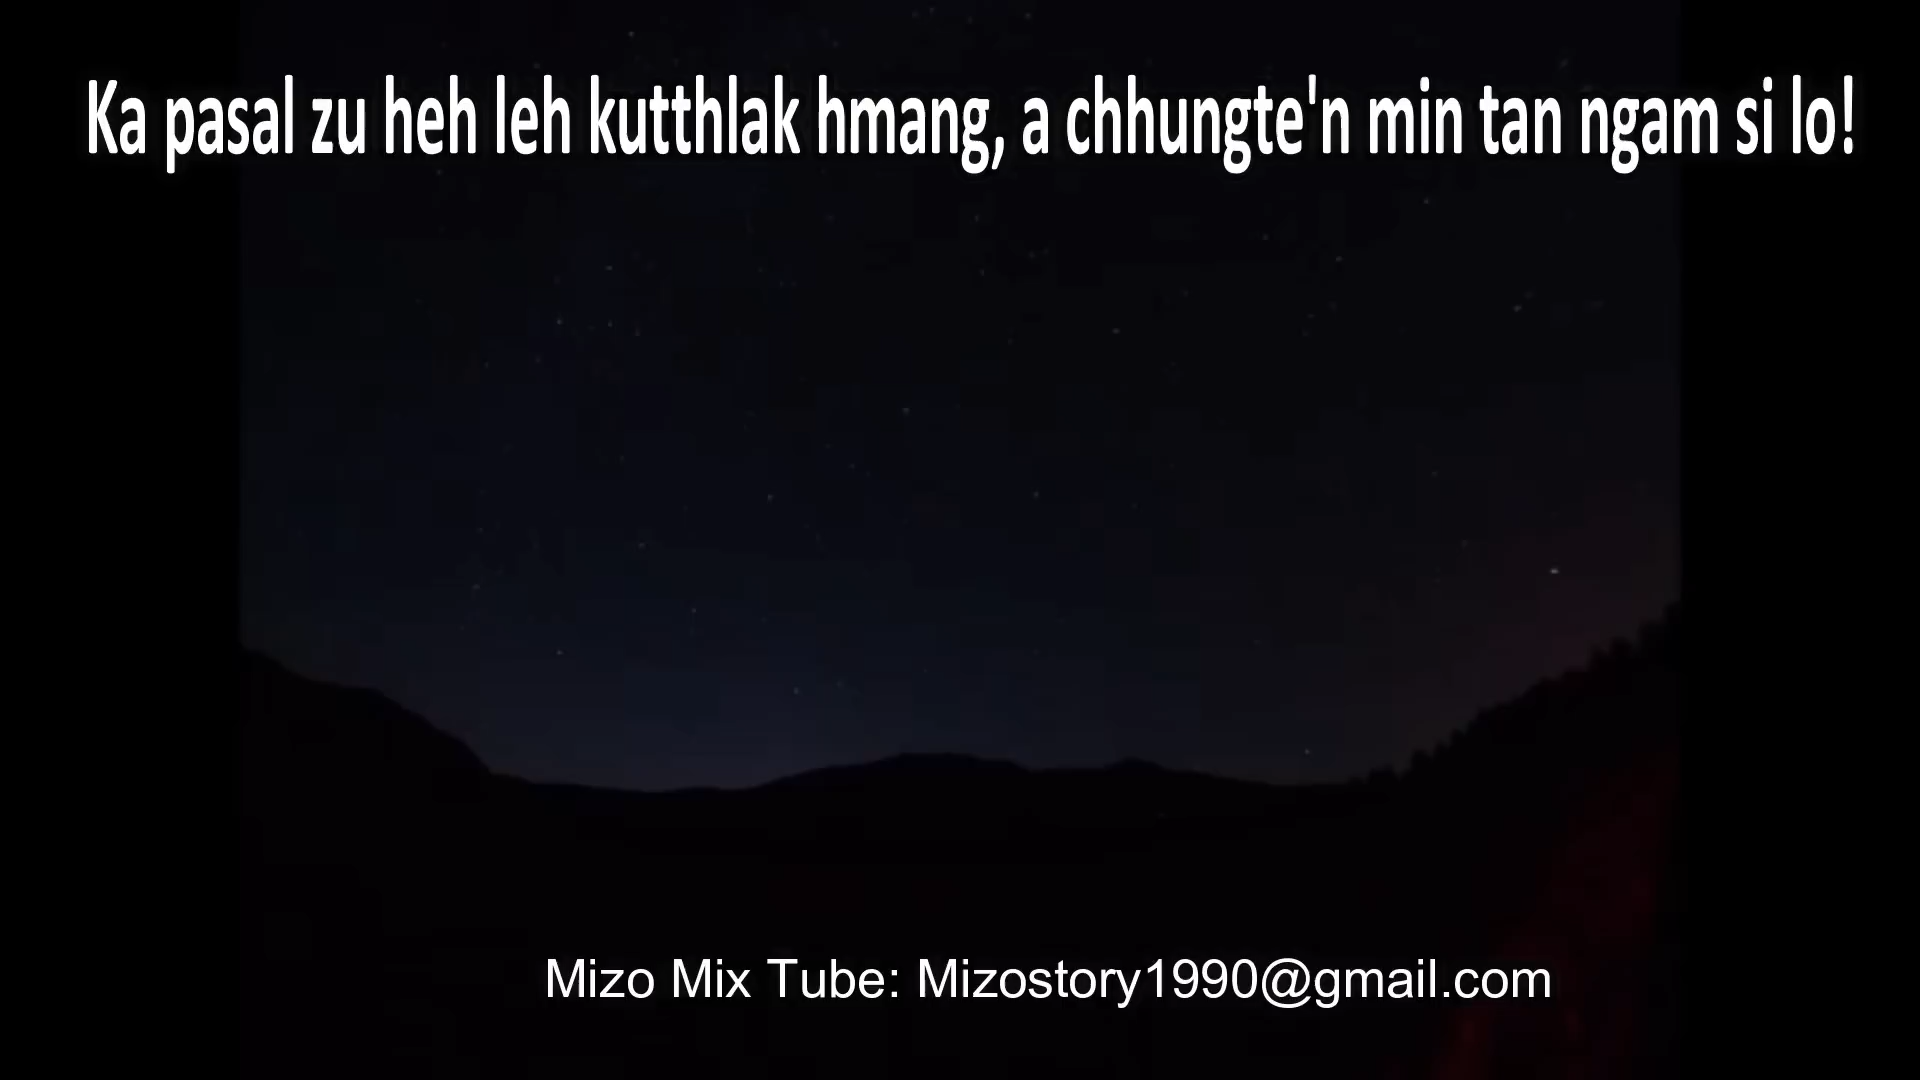 Ka pasal zu heh leh kutthlak hmang, a chhungte'n min tan ngam si lo!
Mizo Mix Tube: Mizostory1990@gmail.com